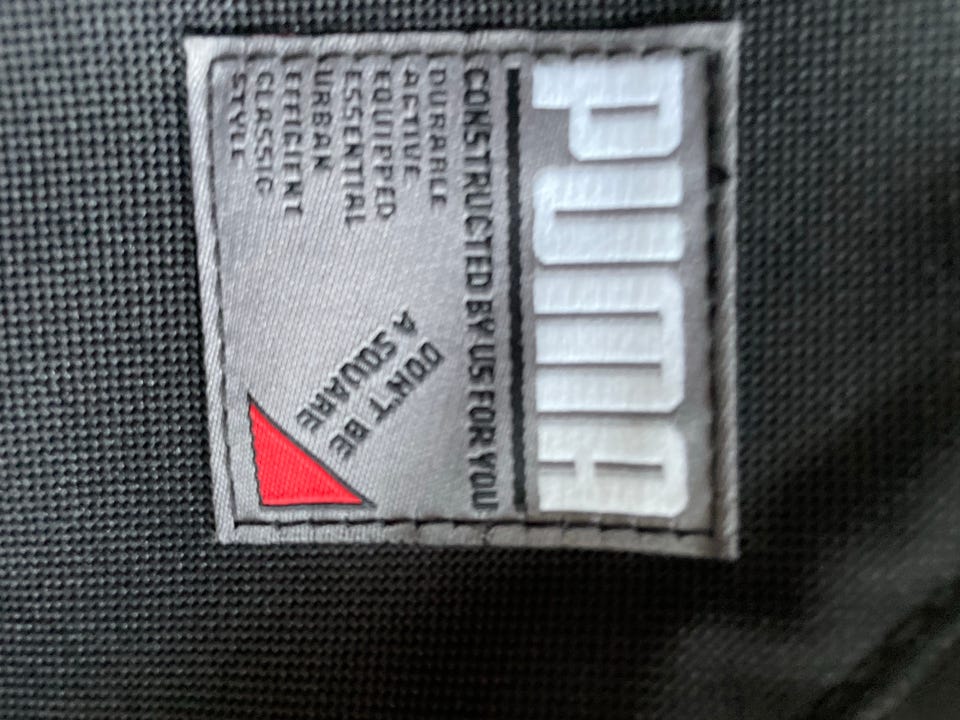 PUMA
CONSTRUCTED BY US FOR YOU
DURABLE
ACTIVE
EQUIPPED
ESSENTIAL
URBAN
EFFICIENT
CLASSIC
STYLE
DON'T BE
A SQUARE